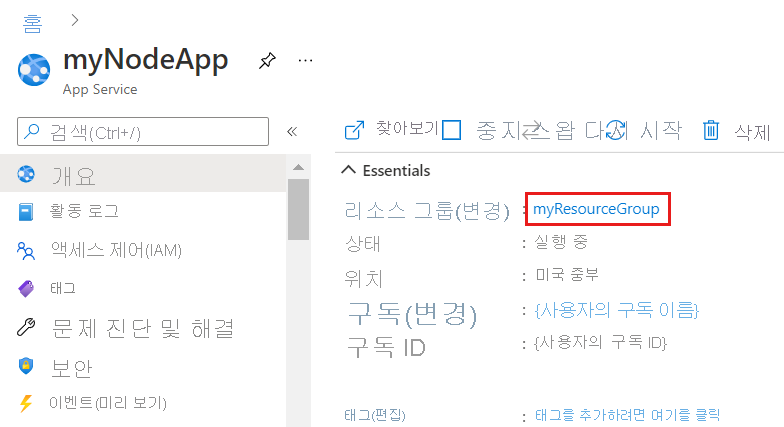 홈 >
myNodeApp
App Service
검색(Ctrl+/)
개요
활동 로그
액세스 제어(IAM)
태그
문제 진단 및 해결
보안
이벤트(미리 보기)
찾아보기 중지 스왑 다시 시작 삭제
Essentials
리소스 그룹(변경) : myResourceGroup
상태 : 실행 중
위치 : 미국 중부
구독(변경) : {사용자의 구독 이름}
구독 ID : {사용자의 구독 ID}
태그(편집) : 태그를 추가하려면 여기를 클릭